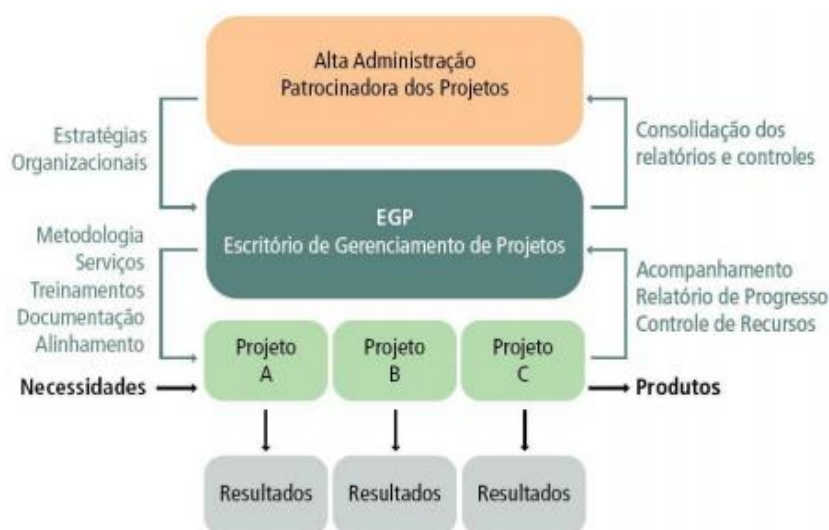 Alta Administração
Patrocinadora dos Projetos
Estratégias
Organizacionais
Consolidação dos
relatórios e controles
EGP
Escritório de Gerenciamento de Projetos
Metodologia
Serviços
Treinamentos
Documentação
Alinhamento
Acompanhamento
Relatório de Progresso
Controle de Recursos
Necessidades
Projeto
A
Projeto
B
Projeto
C
Produtos
Resultados
Resultados
Resultados